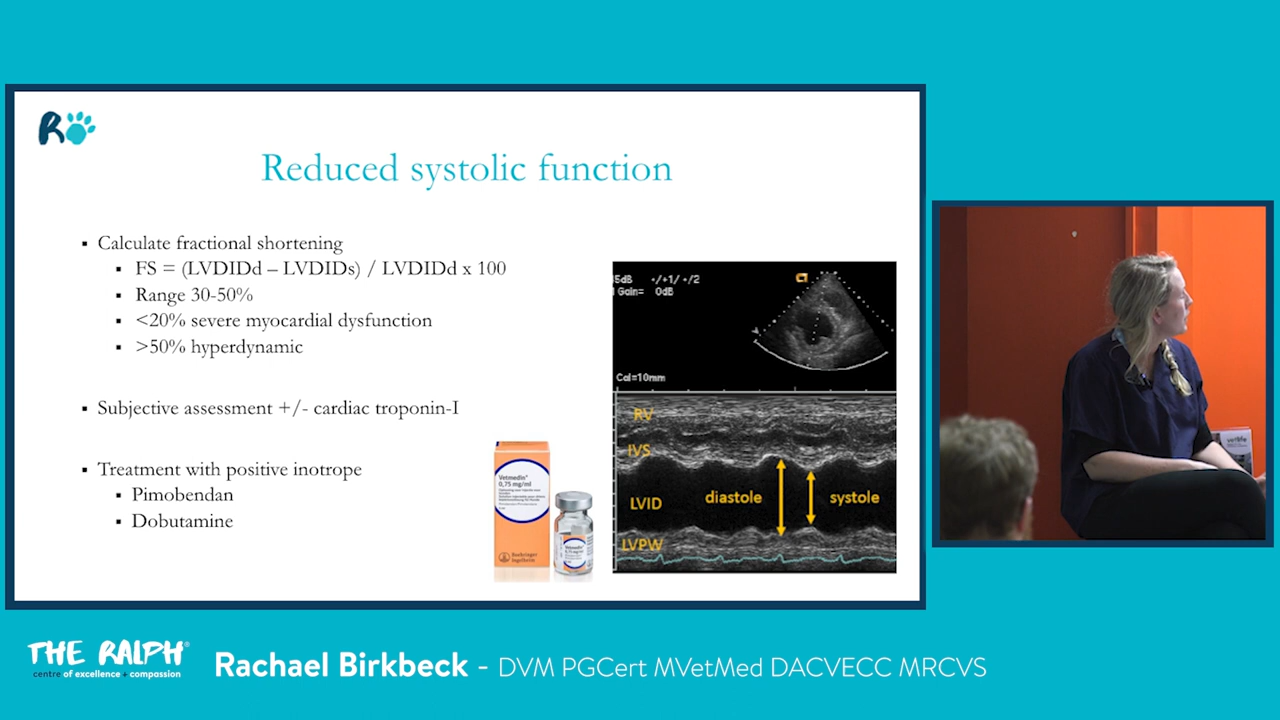 R
Reduced systolic function
▪ Calculate fractional shortening
▪ FS = (LVDIDd – LVDIDs) / LVDIDd x 100
▪ Range 30-50%
▪ <20% severe myocardial dysfunction
▪ >50% hyperdynamic
▪ Subjective assessment +/- cardiac troponin-I
▪ Treatment with positive inotrope
▪ Pimobendan
▪ Dobutamine
Vetmedin®
0,75 mg/ml
Boehringer
Ingelheim
Vetmedin
5dB +/+1/ +/2
Gain= 0dB
Cal=10mm
RV
IVS
LVID
LVPW
diastole
systole
vetlife
THE RALPH®
centre of excellence + compassion
Rachael Birkbeck - DVM PGCert MVetMed DACVECC MRCVS